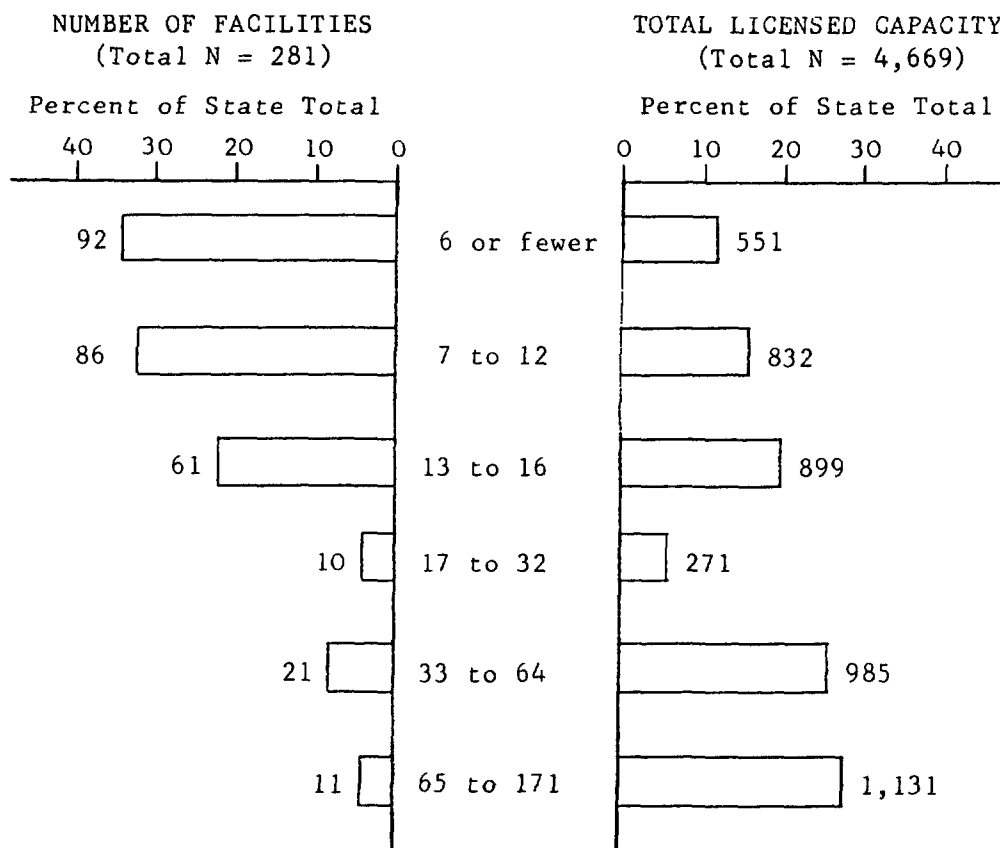 NUMBER OF FACILITIES
(Total N = 281)
TOTAL LICENSED CAPACITY
(Total N = 4,669)
Percent of State Total
Percent of State Total
40 30 20 10 0
0 10 20 30 40
92 6 or fewer 551
86 7 to 12 832
61 13 to 16 899
10 17 to 32 271
21 33 to 64 985
11 65 to 171 1,131